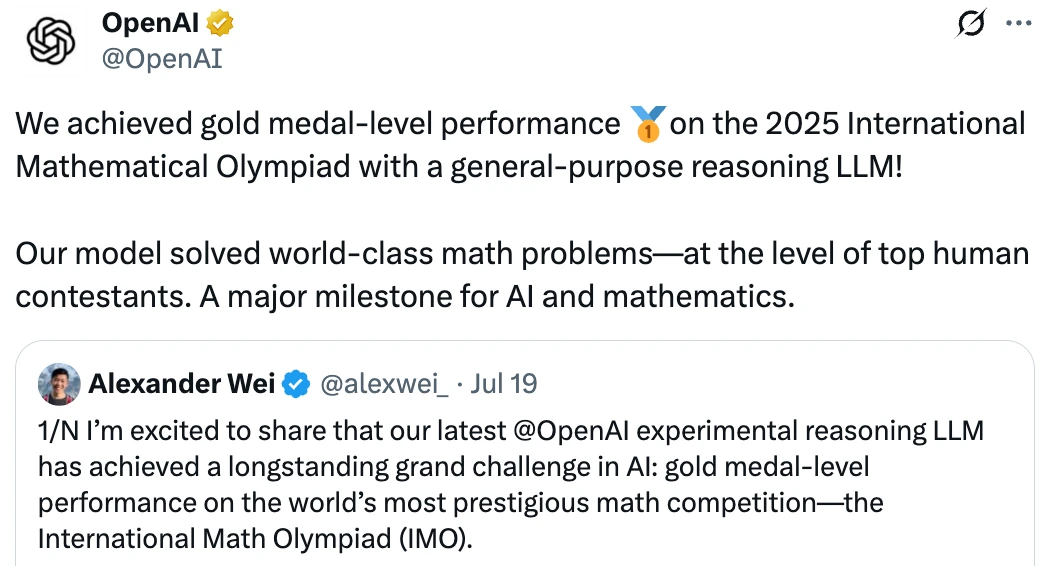 OpenAI
@OpenAI
We achieved gold medal-level performance 🥇on the 2025 International
Mathematical Olympiad with a general-purpose reasoning LLM!
Our model solved world-class math problems—at the level of top human
contestants. A major milestone for AI and mathematics.
Alexander Wei @alexwei_ · Jul 19
1/N I’m excited to share that our latest @OpenAI experimental reasoning LLM
has achieved a longstanding grand challenge in AI: gold medal-level
performance on the world’s most prestigious math competition—the
International Math Olympiad (IMO).